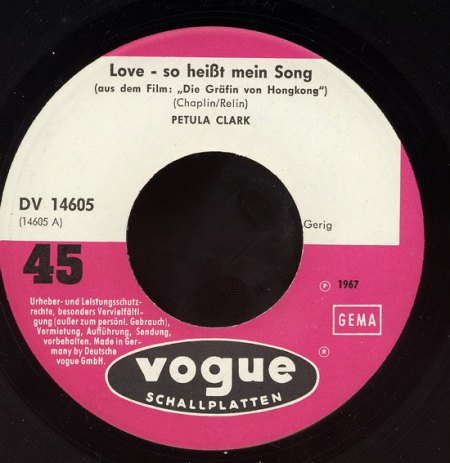 Love - so heißt mein Song
(aus dem Film: „Die Gräfin von Hongkong“)
(Chaplin/Relin)
PETULA CLARK
DV 14605
(14605 A)
Gerig
45
Ⓟ 1967
GEMA
Urheber- und Leistungsschutz-
rechte, besonders Vervielfälti-
gung (außer zum persönl. Gebrauch),
Vermietung, Aufführung, Sendung,
vorbehalten. Made in Ger-
many by Deutsche
vogue GmbH.
®
vogue
SCHALLPLATTEN